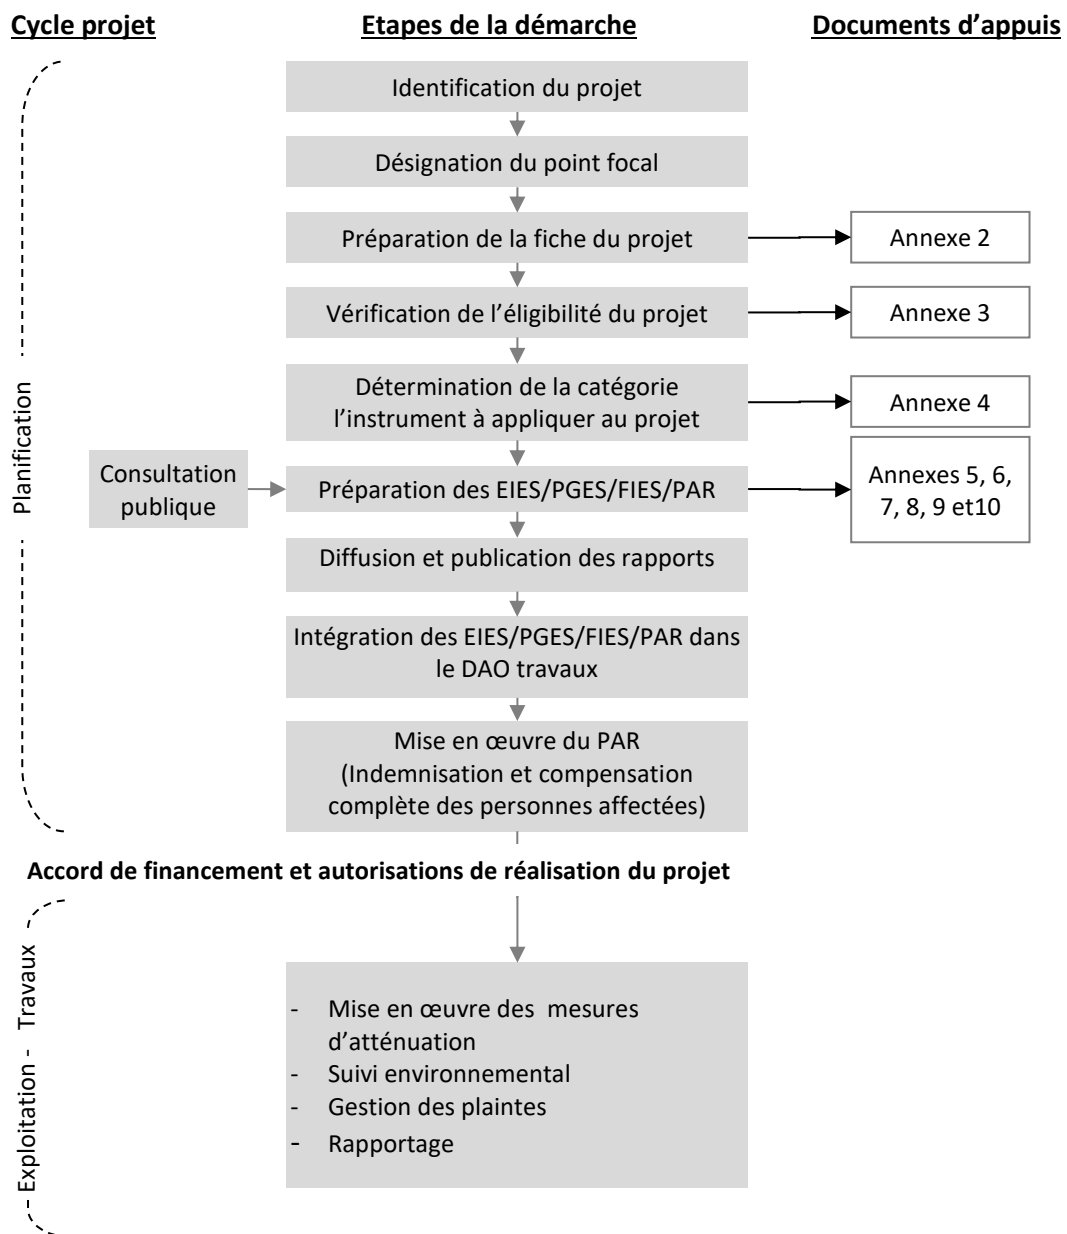 Cycle projet
Etapes de la démarche
Documents d’appuis
Identification du projet
Désignation du point focal
Préparation de la fiche du projet
Annexe 2
Vérification de l’éligibilité du projet
Annexe 3
Détermination de la catégorie
l’instrument à appliquer au projet
Annexe 4
Planification
Consultation
publique
Préparation des EIES/PGES/FIES/PAR
Annexes 5, 6,
7, 8, 9 et10
Diffusion et publication des rapports
Intégration des EIES/PGES/FIES/PAR dans
le DAO travaux
Mise en œuvre du PAR
(Indemnisation et compensation
complète des personnes affectées)
Accord de financement et autorisations de réalisation du projet
Exploitation - Travaux
- Mise en œuvre des mesures
d’atténuation
- Suivi environnemental
- Gestion des plaintes
- Rapportage